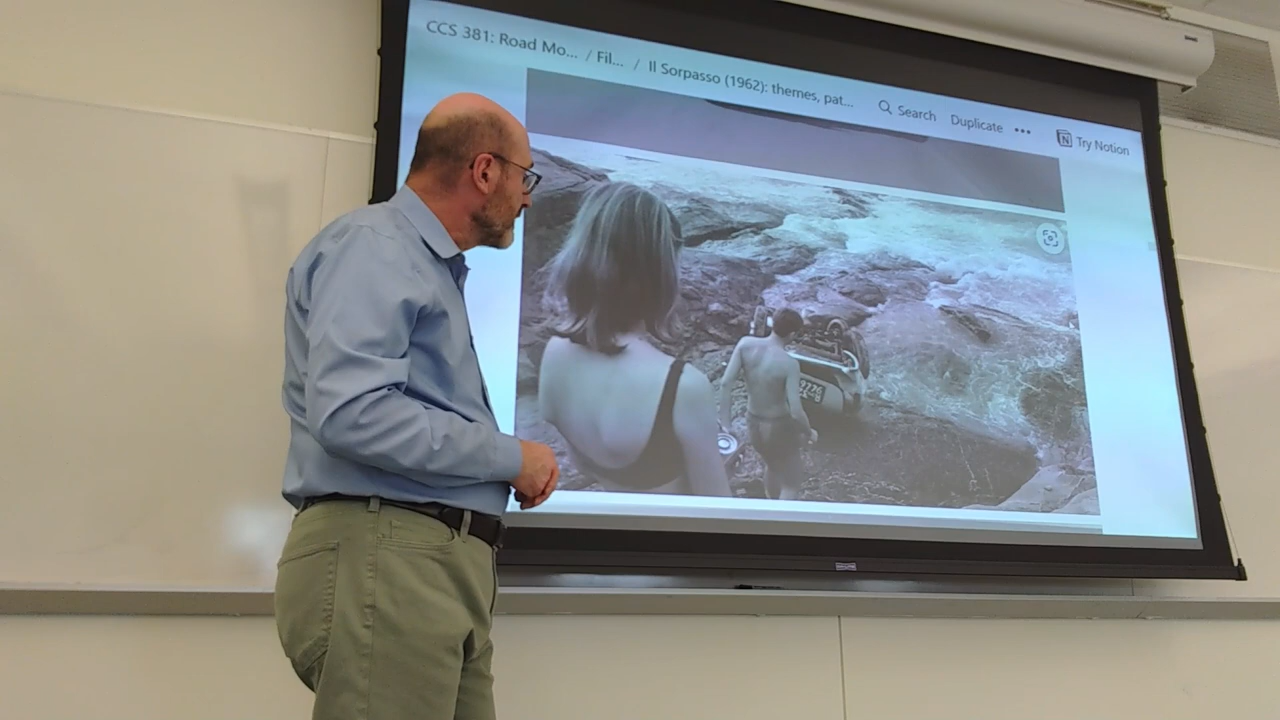 CCS 381: Road Mo... / Fil... / Il Sorpasso (1962): themes, pat...
Search Duplicate ••• Try Notion